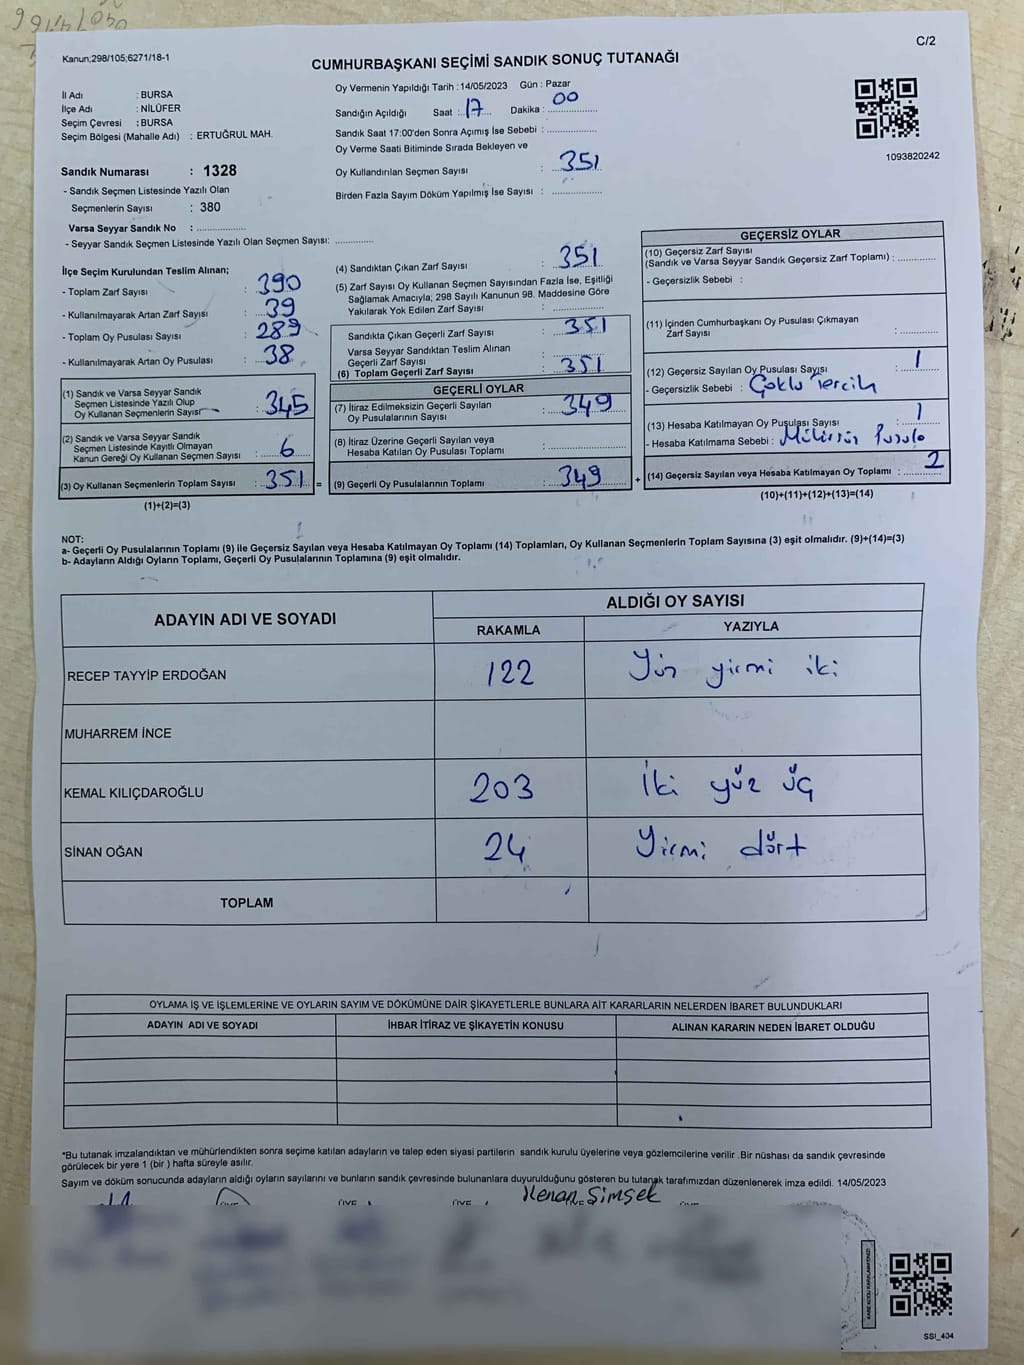 Kanun;298/105;6271/18-1
C/2
CUMHURBAŞKANI SEÇİMİ SANDIK SONUÇ TUTANAĞI
İl Adı : BURSA
İlçe Adı : NİLÜFER
Seçim Çevresi : BURSA
Seçim Bölgesi (Mahalle Adı) : ERTUĞRUL MAH.
Sandık Numarası : 1328
- Sandık Seçmen Listesinde Yazılı Olan
Seçmenlerin Sayısı : 380
Varsa Seyyar Sandık No : ................
- Seyyar Sandık Seçmen Listesinde Yazılı Olan Seçmen Sayısı: .............
Oy Vermenin Yapıldığı Tarih :14/05/2023 Gün : Pazar
Sandığın Açıldığı Saat : 17 Dakika : 00
Sandık Saat 17:00'den Sonra Açımış İse Sebebi : ................
Oy Verme Saati Bitiminde Sırada Bekleyen ve
Oy Kullandırılan Seçmen Sayısı : 351
Birden Fazla Sayım Döküm Yapılmış İse Sayısı : ................
1093820242
İlçe Seçim Kurulundan Teslim Alınan;
- Toplam Zarf Sayısı : 390
- Kullanılmayarak Artan Zarf Sayısı : 39
- Toplam Oy Pusulası Sayısı : 289
- Kullanılmayarak Artan Oy Pusulası : 38
(1) Sandık ve Varsa Seyyar Sandık
Seçmen Listesinde Yazılı Olup
Oy Kullanan Seçmenlerin Sayısı : 345
(2) Sandık ve Varsa Seyyar Sandık
Seçmen Listesinde Kayıtlı Olmayan
Kanun Gereği Oy Kullanan Seçmen Sayısı : 6
(3) Oy Kullanan Seçmenlerin Toplam Sayısı : 351 =
(1)+(2)=(3)
(4) Sandıktan Çıkan Zarf Sayısı : 351
(5) Zarf Sayısı Oy Kullanan Seçmen Sayısından Fazla İse, Eşitliği
Sağlamak Amacıyla; 298 Sayılı Kanunun 98. Maddesine Göre
Yakılarak Yok Edilen Zarf Sayısı : ................
Sandıkta Çıkan Geçerli Zarf Sayısı : 351
Varsa Seyyar Sandıktan Teslim Alınan
Geçerli Zarf Sayısı : ................
(6) Toplam Geçerli Zarf Sayısı : 351
GEÇERLİ OYLAR
(7) İtiraz Edilmeksizin Geçerli Sayılan
Oy Pusulalarının Sayısı : 349
(8) İtiraz Üzerine Geçerli Sayılan veya
Hesaba Katılan Oy Pusulası Toplamı : ................
(9) Geçerli Oy Pusulalarının Toplamı : 349 +
GEÇERSİZ OYLAR
(10) Geçersiz Zarf Sayısı
(Sandık ve Varsa Seyyar Sandık Geçersiz Zarf Toplamı) : .............
- Geçersizlik Sebebi :
(11) İçinden Cumhurbaşkanı Oy Pusulası Çıkmayan
Zarf Sayısı : .............
(12) Geçersiz Sayılan Oy Pusulası Sayısı : 1
- Geçersizlik Sebebi : Çoklu Tercih
(13) Hesaba Katılmayan Oy Pusulası Sayısı : 1
- Hesaba Katılmama Sebebi : Mühürsüz Pusula
(14) Geçersiz Sayılan veya Hesaba Katılmayan Oy Toplamı : 2
(10)+(11)+(12)+(13)=(14)
NOT:
a- Geçerli Oy Pusulalarının Toplamı (9) ile Geçersiz Sayılan veya Hesaba Katılmayan Oy Toplamı (14) Toplamları, Oy Kullanan Seçmenlerin Toplam Sayısına (3) eşit olmalıdır. (9)+(14)=(3)
b- Adayların Aldığı Oyların Toplamı, Geçerli Oy Pusulalarının Toplamına (9) eşit olmalıdır.
ADAYIN ADI VE SOYADI ALDIĞI OY SAYISI
RAKAMLA YAZIYLA
RECEP TAYYİP ERDOĞAN 122 Yüz yirmi iki
MUHARREM İNCE
KEMAL KILIÇDAROĞLU 203 İki yüz üç
SİNAN OĞAN 24 Yirmi dört
TOPLAM
OYLAMA İŞ VE İŞLEMLERİNE VE OYLARIN SAYIM VE DÖKÜMÜNE DAİR ŞİKAYETLERLE BUNLARA AİT KARARLARIN NELERDEN İBARET BULUNDUKLARI
ADAYIN ADI VE SOYADI İHBAR İTİRAZ VE ŞİKAYETİN KONUSU ALINAN KARARIN NEDEN İBARET OLDUĞU
*Bu tutanak imzalandıktan ve mühürlendikten sonra seçime katılan adayların ve talep eden siyasi partilerin sandık kurulu üyelerine veya gözlemcilerine verilir .Bir nüshası da sandık çevresinde
görülecek bir yere 1 (bir ) hafta süreyle asılır.
Sayım ve döküm sonucunda adayların aldığı oyların sayılarını ve bunların sandık çevresinde bulunanlara duyurulduğunu gösteren bu tutanak tarafımızdan düzenlenerek imza edildi. 14/05/2023
ÜYE ÜYE Kenan Şimşek
SSI_404